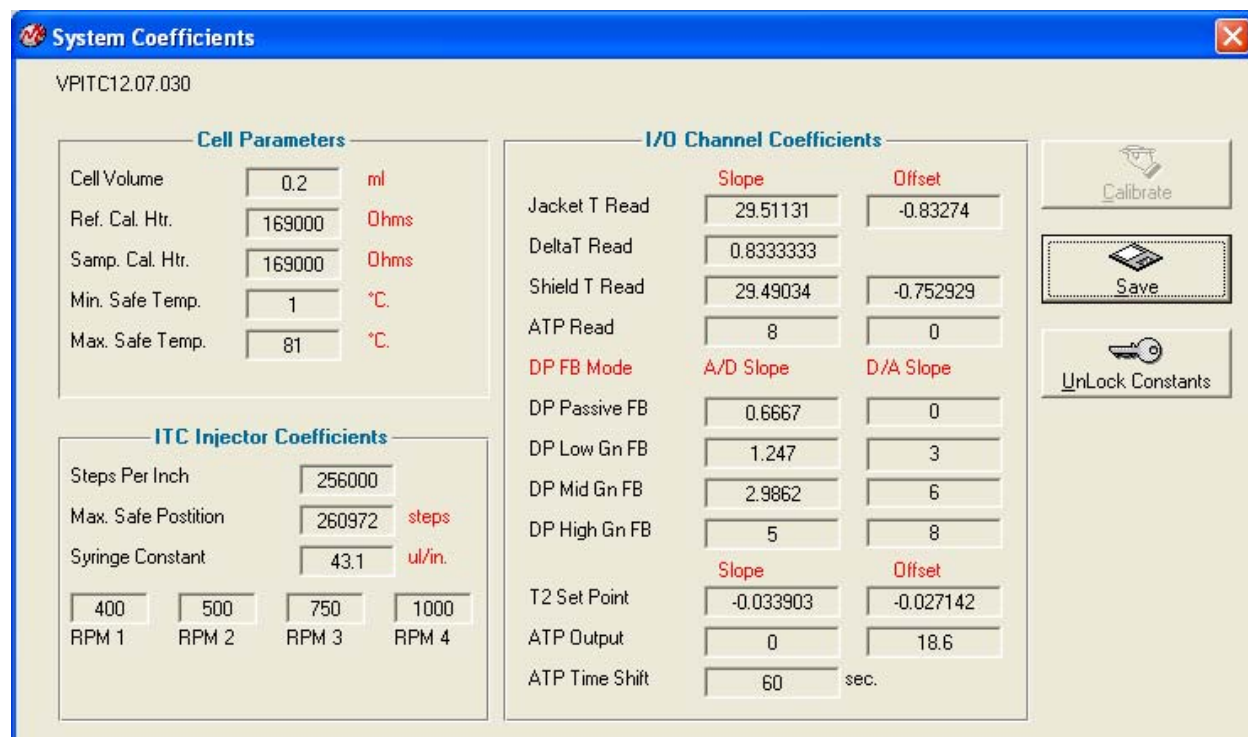 System Coefficients
VPITC12.07.030
Cell Parameters
Cell Volume 0.2 ml
Ref. Cal. Htr. 169000 Ohms
Samp. Cal. Htr. 169000 Ohms
Min. Safe Temp. 1 °C.
Max. Safe Temp. 81 °C.
ITC Injector Coefficients
Steps Per Inch 256000
Max. Safe Postition 260972 steps
Syringe Constant 43.1 ul/in.
400 500 750 1000
RPM 1 RPM 2 RPM 3 RPM 4
I/O Channel Coefficients
Slope Offset
Jacket T Read 29.51131 -0.83274
DeltaT Read 0.8333333
Shield T Read 29.49034 -0.752929
ATP Read 8 0
DP FB Mode A/D Slope D/A Slope
DP Passive FB 0.6667 0
DP Low Gn FB 1.247 3
DP Mid Gn FB 2.9862 6
DP High Gn FB 5 8
Slope Offset
T2 Set Point -0.033903 -0.027142
ATP Output 0 18.6
ATP Time Shift 60 sec.
Calibrate
Save
UnLock Constants